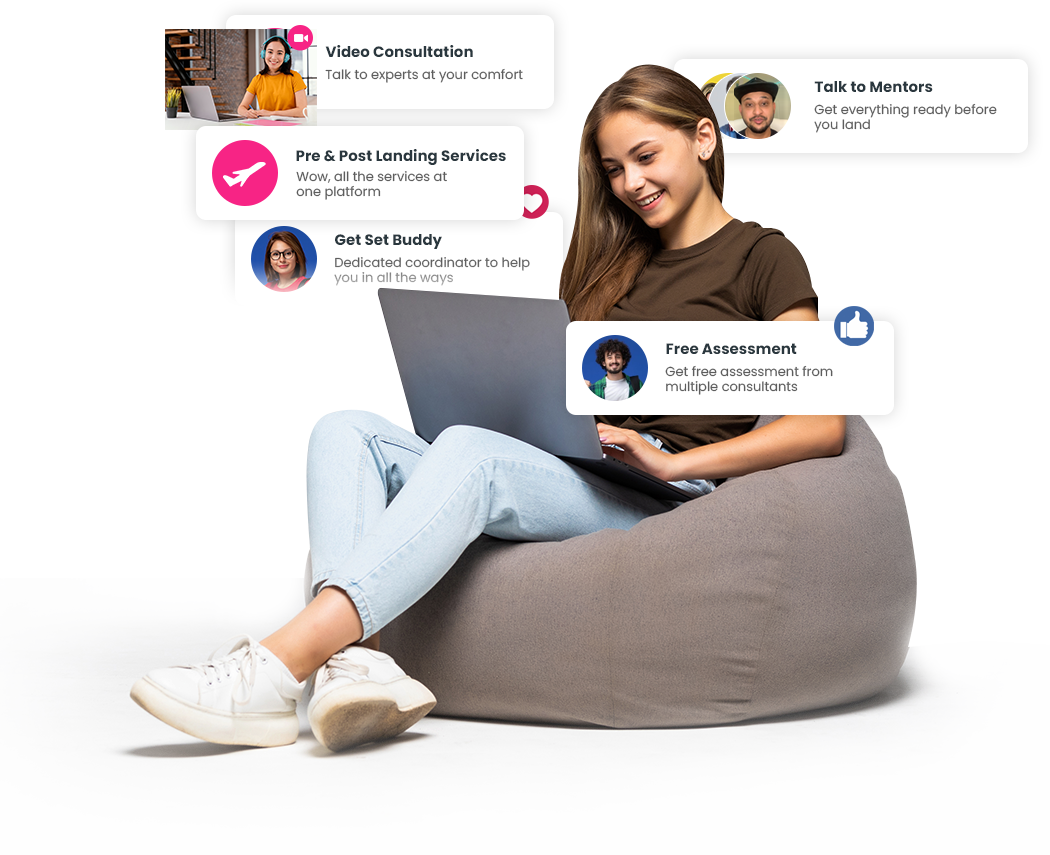 Video Consultation
Talk to experts at your comfort
Talk to Mentors
Get everything ready before
you land
Pre & Post Landing Services
Wow, all the services at
one platform
Get Set Buddy
Dedicated coordinator to help
you in all the ways
Free Assessment
Get free assessment from
multiple consultants